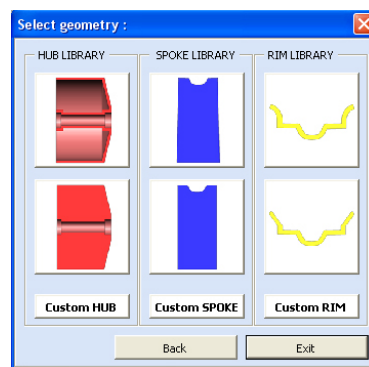 Select geometry :
HUB LIBRARY SPOKE LIBRARY RIM LIBRARY
Custom HUB Custom SPOKE Custom RIM
Back Exit